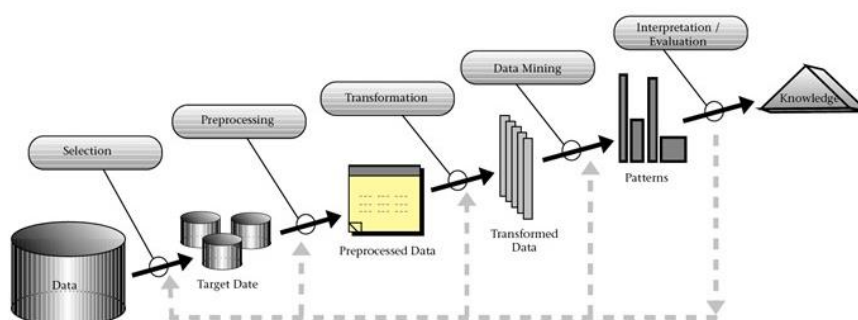 Interpretation /
Evaluation
Data Mining
Transformation
Preprocessing
Selection
Data
Target Date
Preprocessed Data
Transformed
Data
Patterns
Knowledge